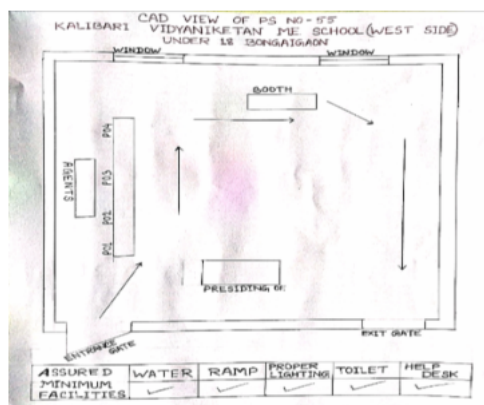 CAD VIEW OF PS NO-55
KALIBARI VIDYANIKETAN ME SCHOOL(WEST SIDE)
UNDER 18 BONGAIGAON
WINDOW
WINDOW
BOOTH
AGENTS
PO4
PO3
PO2
PO1
PRESIDING OF.
ENTRANCE GATE
EXIT GATE
ASSURED MINIMUM FACILITIES
WATER
RAMP
PROPER LIGHTING
TOILET
HELP DESK